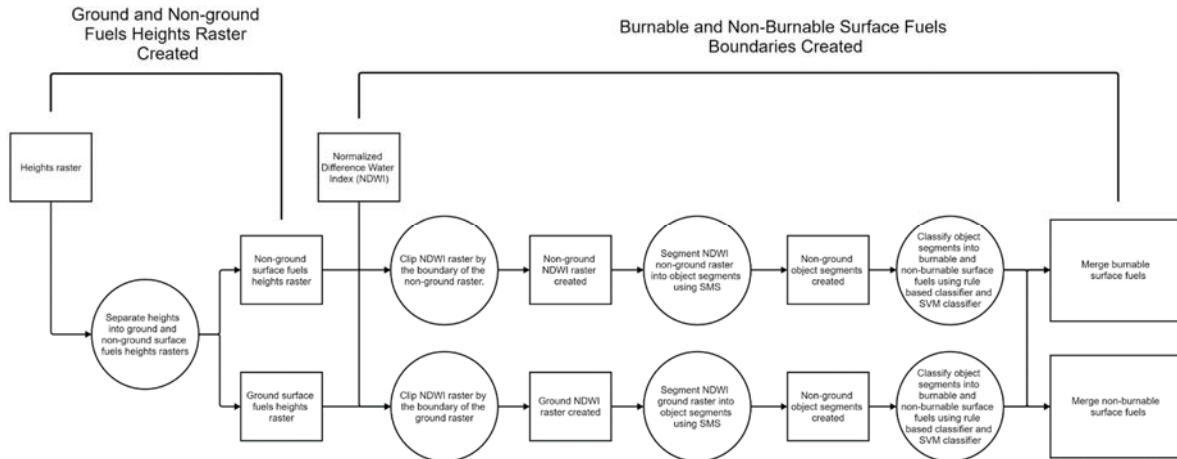 Ground and Non-ground
Fuels Heights Raster
Created
Burnable and Non-Burnable Surface Fuels
Boundaries Created
Heights raster
Normalized
Difference Water
Index (NDWI)
Non-ground
surface fuels
heights raster
Clip NDWI raster by
the boundary of the
non-ground raster.
Non-ground
NDWI raster
created
Segment NDWI
non-ground raster
into object segments
using SMS
Non-ground
object segments
created
Classify object
segments into
burnable and
non-burnable surface
fuels using rule
based classifier and
SVM classifier
Merge burnable
surface fuels
Separate heights
into ground and
non-ground surface
fuels heights rasters
Ground surface
fuels heights
raster
Clip NDWI raster by
the boundary of the
ground raster
Ground NDWI
raster created
Segment NDWI
ground raster into
object segments
using SMS
Non-ground
object segments
created
Classify object
segments into
burnable and
non-burnable surface
fuels using rule
based classifier and
SVM classifier
Merge non-burnable
surface fuels